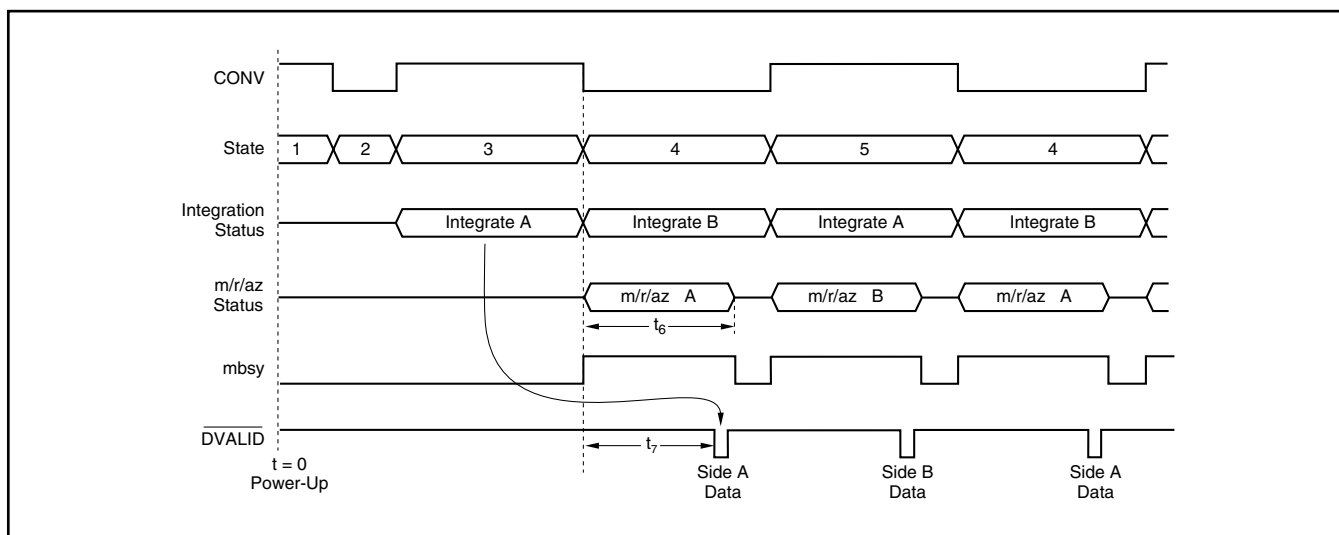 CONV
State
1 2 3 4 5 4
Integration
Status
Integrate A Integrate B Integrate A Integrate B
m/r/az
Status
m/r/az A m/r/az B m/r/az A
t6
mbsy
DVALID
t7
t = 0
Power-Up
Side A
Data
Side B
Data
Side A
Data